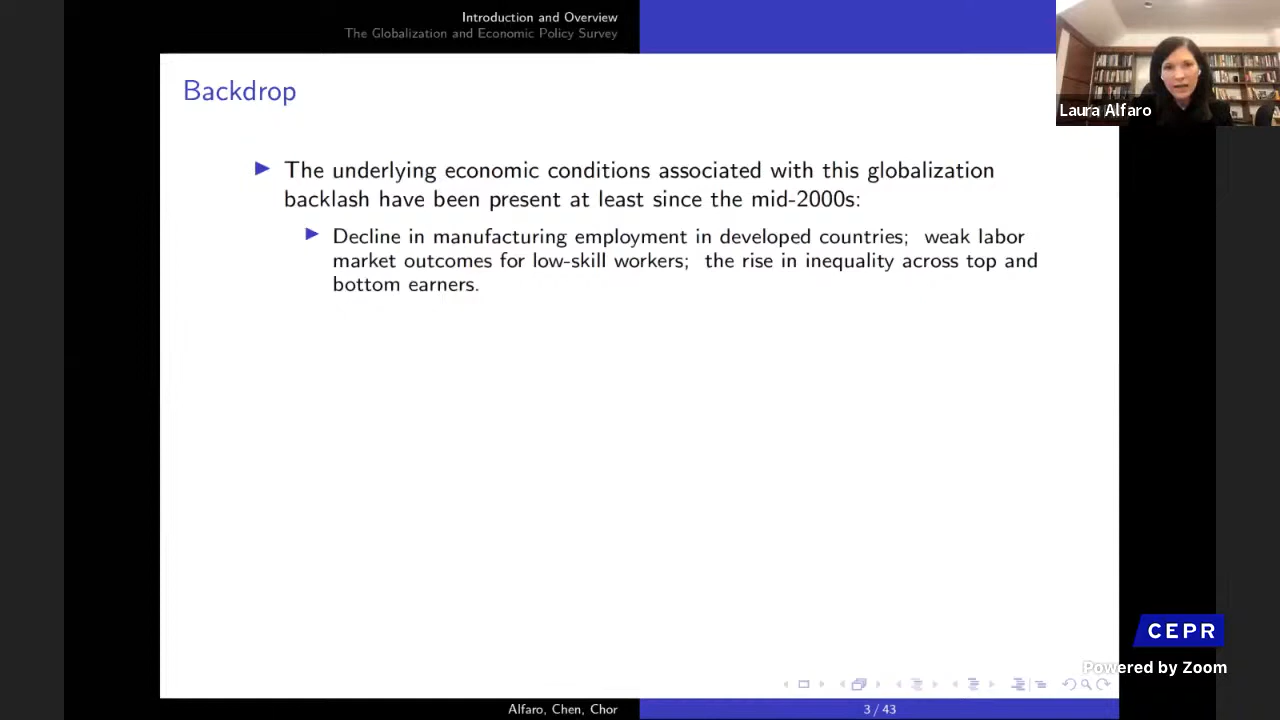 Introduction and Overview
The Globalization and Economic Policy Survey
Laura Alfaro
Backdrop
The underlying economic conditions associated with this globalization
backlash have been present at least since the mid-2000s:
Decline in manufacturing employment in developed countries; weak labor
market outcomes for low-skill workers; the rise in inequality across top and
bottom earners.
CEPR
Powered by Zoom
Alfaro, Chen, Chor
3 / 43